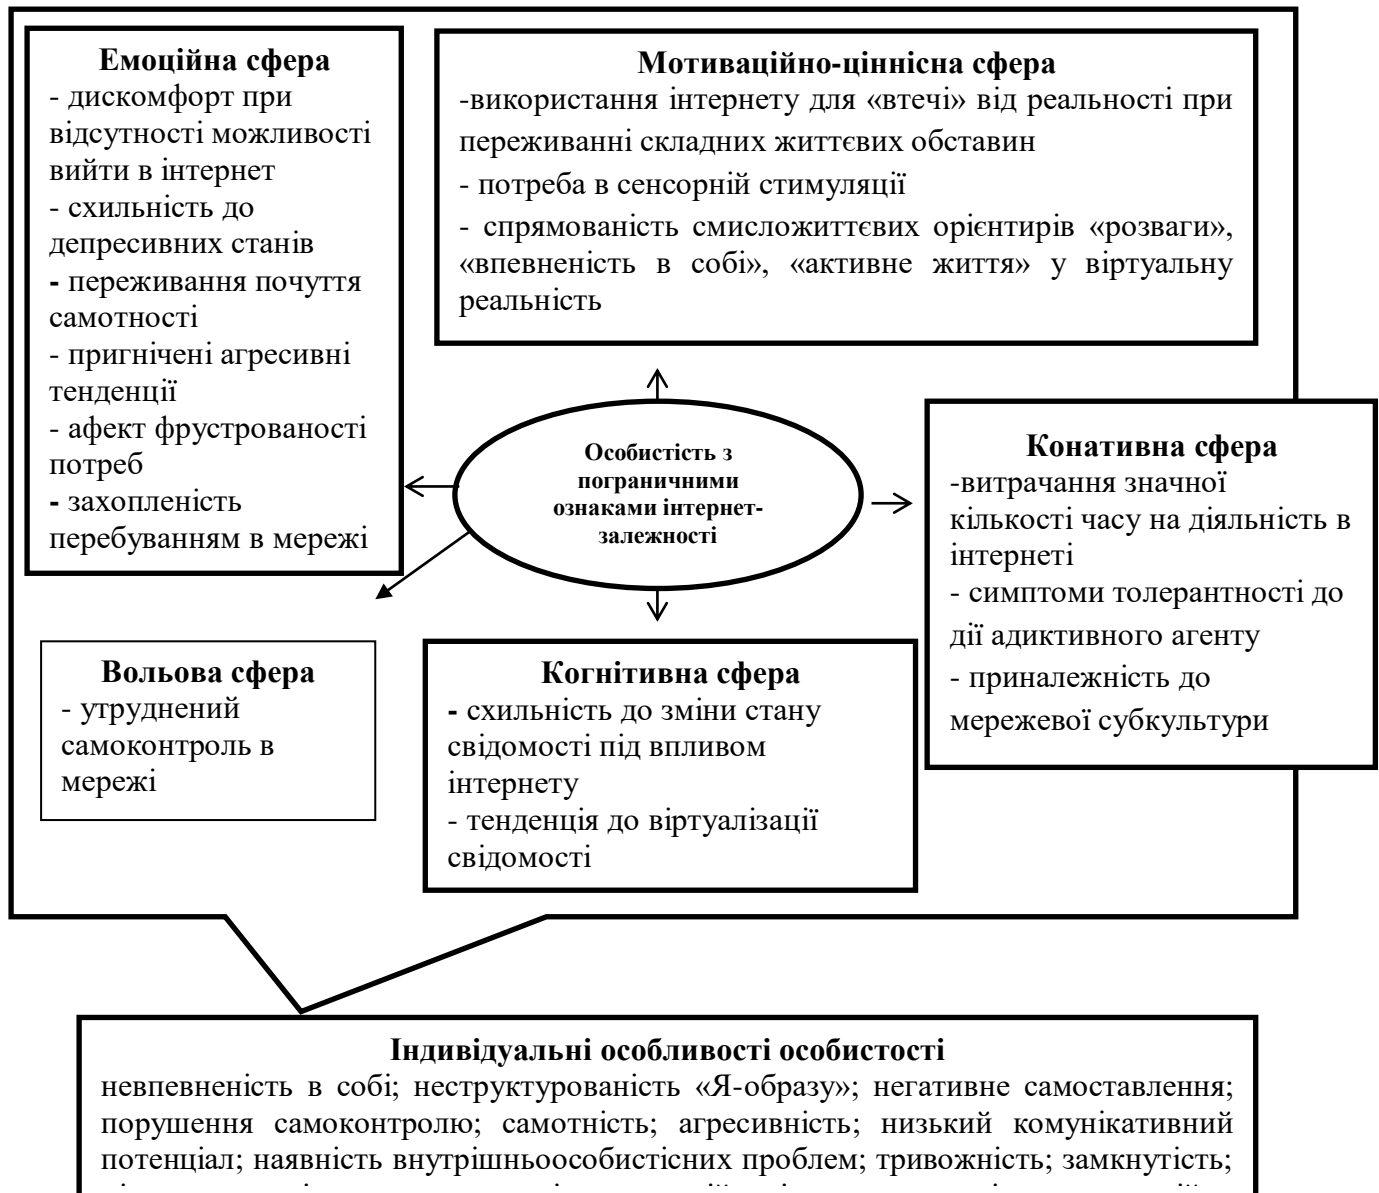 Емоційна сфера
- дискомфорт при
відсутності можливості
вийти в інтернет
- схильність до
депресивних станів
- переживання почуття
самотності
- пригнічені агресивні
тенденції
- афект фрустрованості
потреб
- захопленість
перебуванням в мережі
Мотиваційно-ціннісна сфера
-використання інтернету для «втечі» від реальності при
переживанні складних життєвих обставин
- потреба в сенсорній стимуляції
- спрямованість смисложиттєвих орієнтирів «розваги»,
«впевненість в собі», «активне життя» у віртуальну
реальність
Особистість з
пограничними
ознаками інтернет-
залежності
Конативна сфера
-витрачання значної
кількості часу на діяльність в
інтернеті
- симптоми толерантності до
дії адиктивного агенту
- приналежність до
мережевої субкультури
Вольова сфера
- утруднений
самоконтроль в
мережі
Когнітивна сфера
- схильність до зміни стану
свідомості під впливом
інтернету
- тенденція до віртуалізації
свідомості
Індивідуальні особливості особистості
невпевненість в собі; неструктурованість «Я-образу»; негативне самоставлення;
порушення самоконтролю; самотність; агресивність; низький комунікативний
потенціал; наявність внутрішньоособистісних проблем; тривожність; замкнутість;